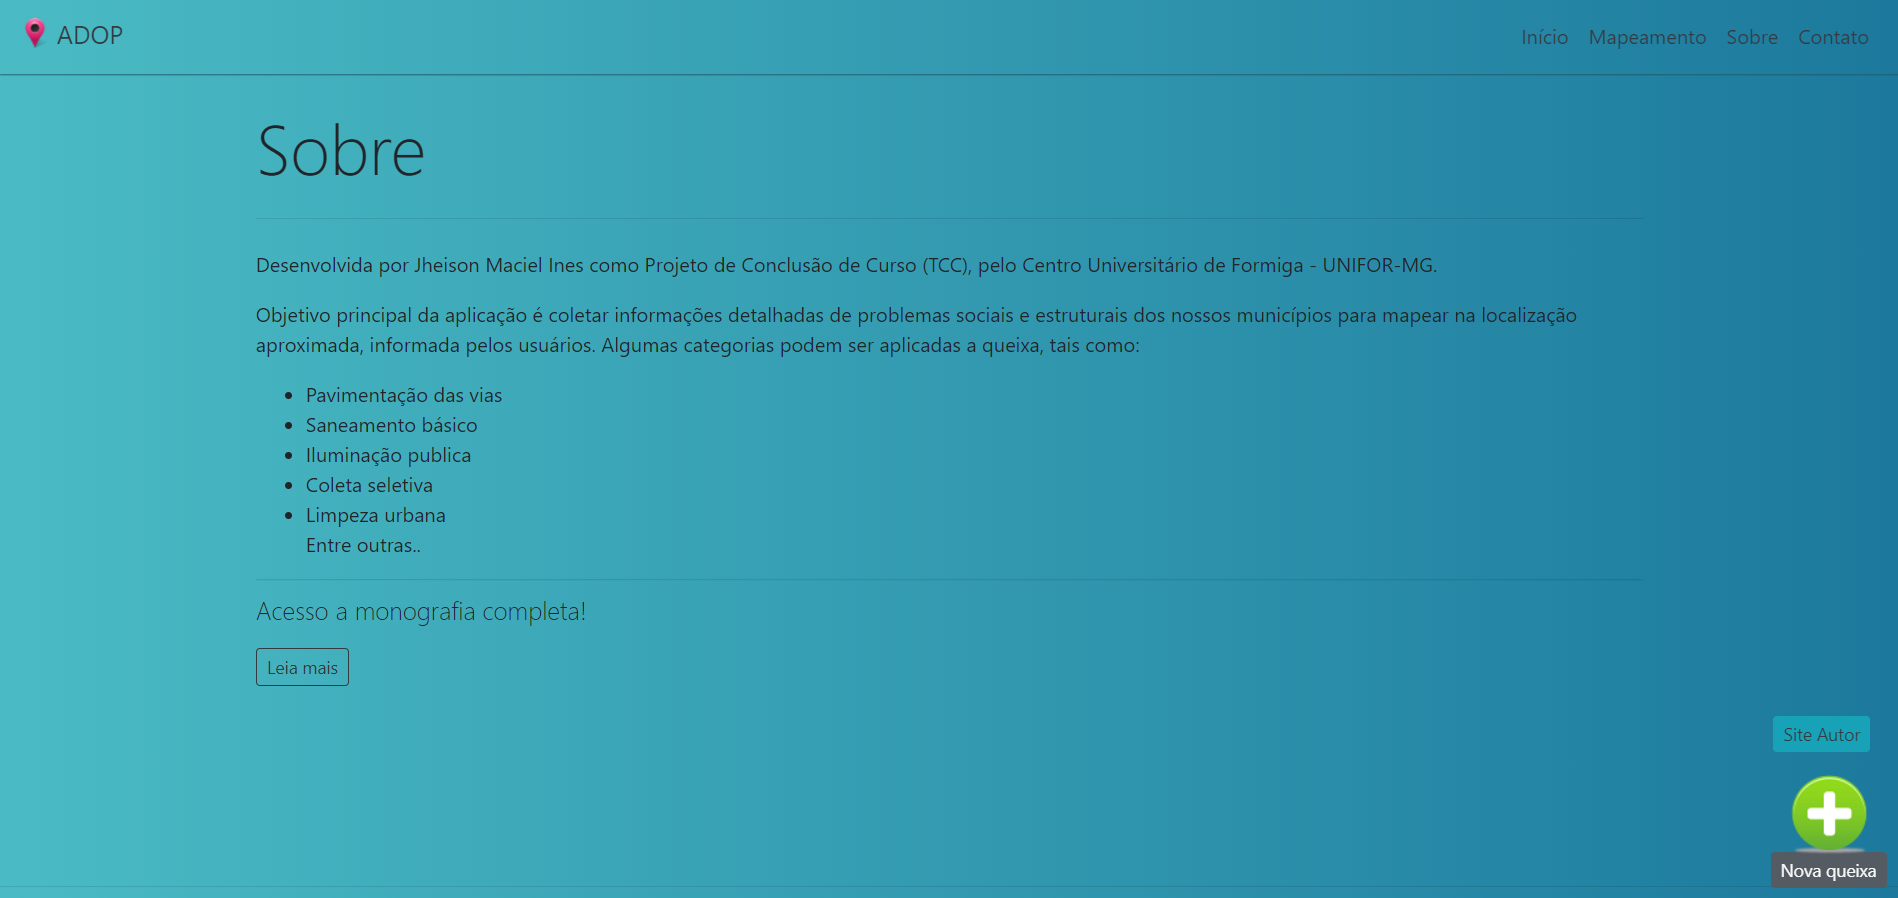 ADOP
Início Mapeamento Sobre Contato
Sobre
Desenvolvida por Jheison Maciel Ines como Projeto de Conclusão de Curso (TCC), pelo Centro Universitário de Formiga - UNIFOR-MG.
Objetivo principal da aplicação é coletar informações detalhadas de problemas sociais e estruturais dos nossos municípios para mapear na localização
aproximada, informada pelos usuários. Algumas categorias podem ser aplicadas a queixa, tais como:
• Pavimentação das vias
• Saneamento básico
• Iluminação publica
• Coleta seletiva
• Limpeza urbana
Entre outras..
Acesso a monografia completa!
Leia mais
Site Autor
Nova queixa